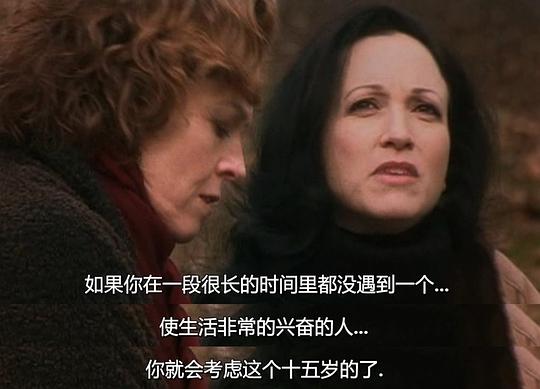 如果你在一段很长的时间里都没遇到一个...
使生活非常的兴奋的人...
你就会考虑这个十五岁的了.